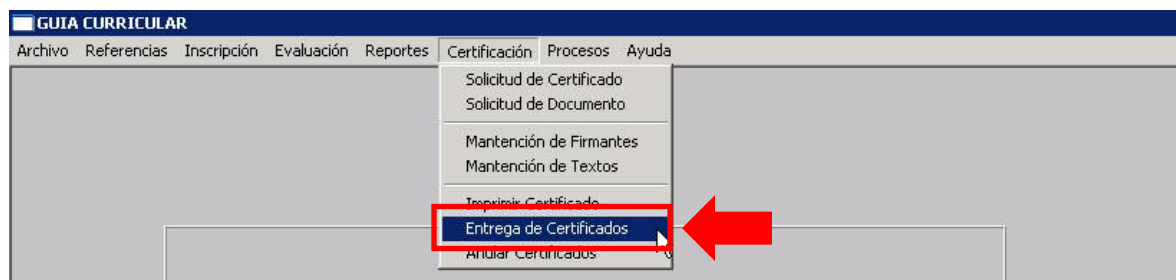 GUIA CURRICULAR
Archivo Referencias Inscripción Evaluación Reportes Certificación Procesos Ayuda
Solicitud de Certificado
Solicitud de Documento
Mantención de Firmantes
Mantención de Textos
Imprimir Certificado
Entrega de Certificados
Anular Certificados